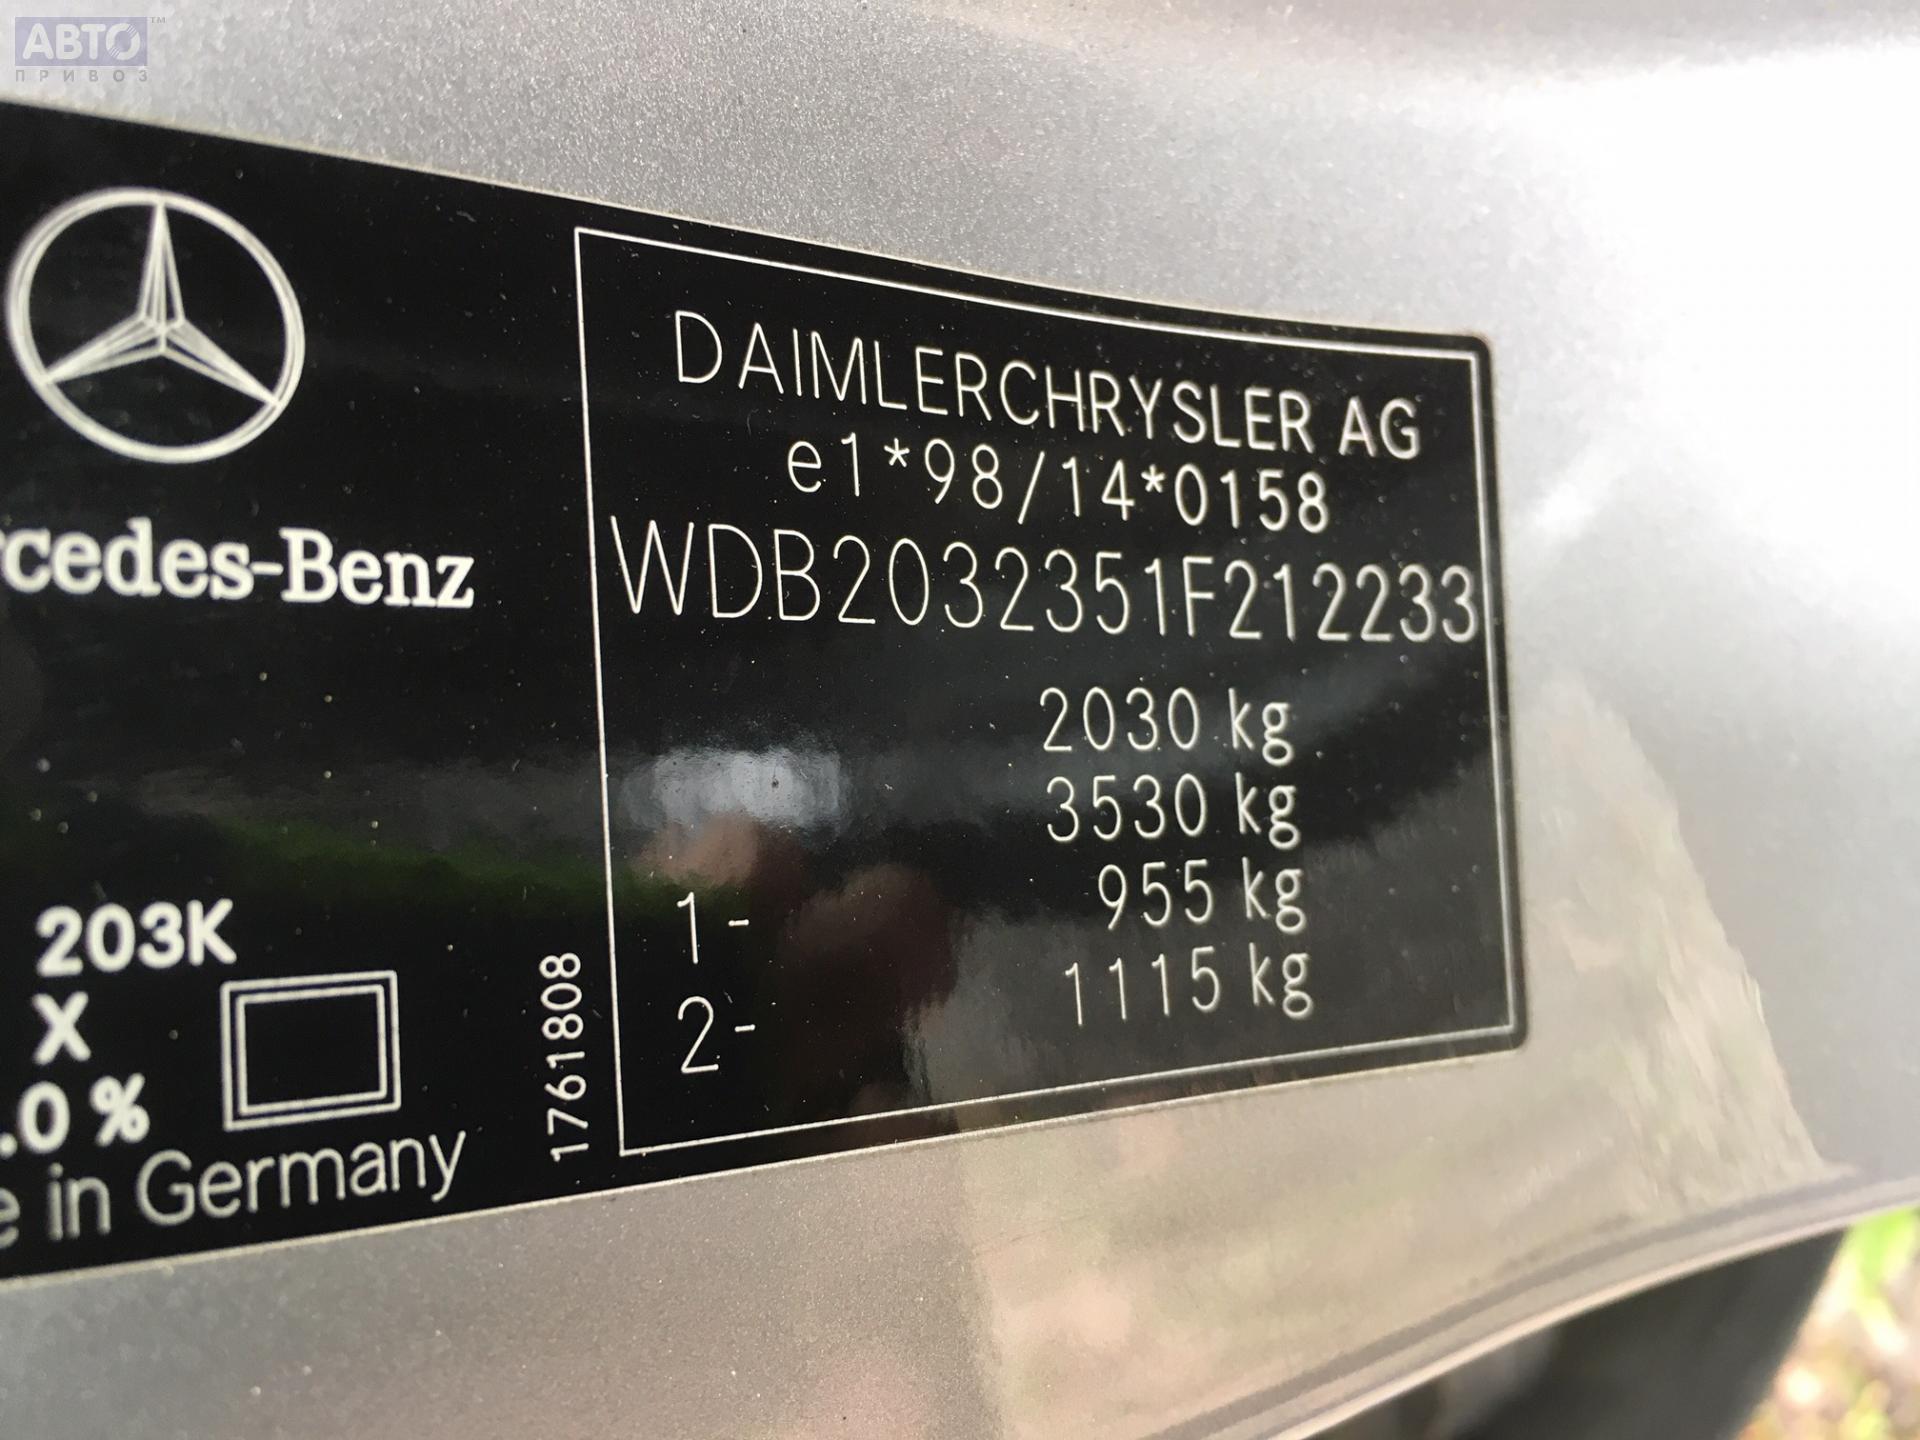 АВТО™
ПРИВОЗ
DAIMLERCHRYSLER AG
e1*98/14*0158
WDB2032351F212233
rcedes-Benz
2030 kg
3530 kg
1- 955 kg
2- 1115 kg
203K
X
.0 %
e in Germany
1761808